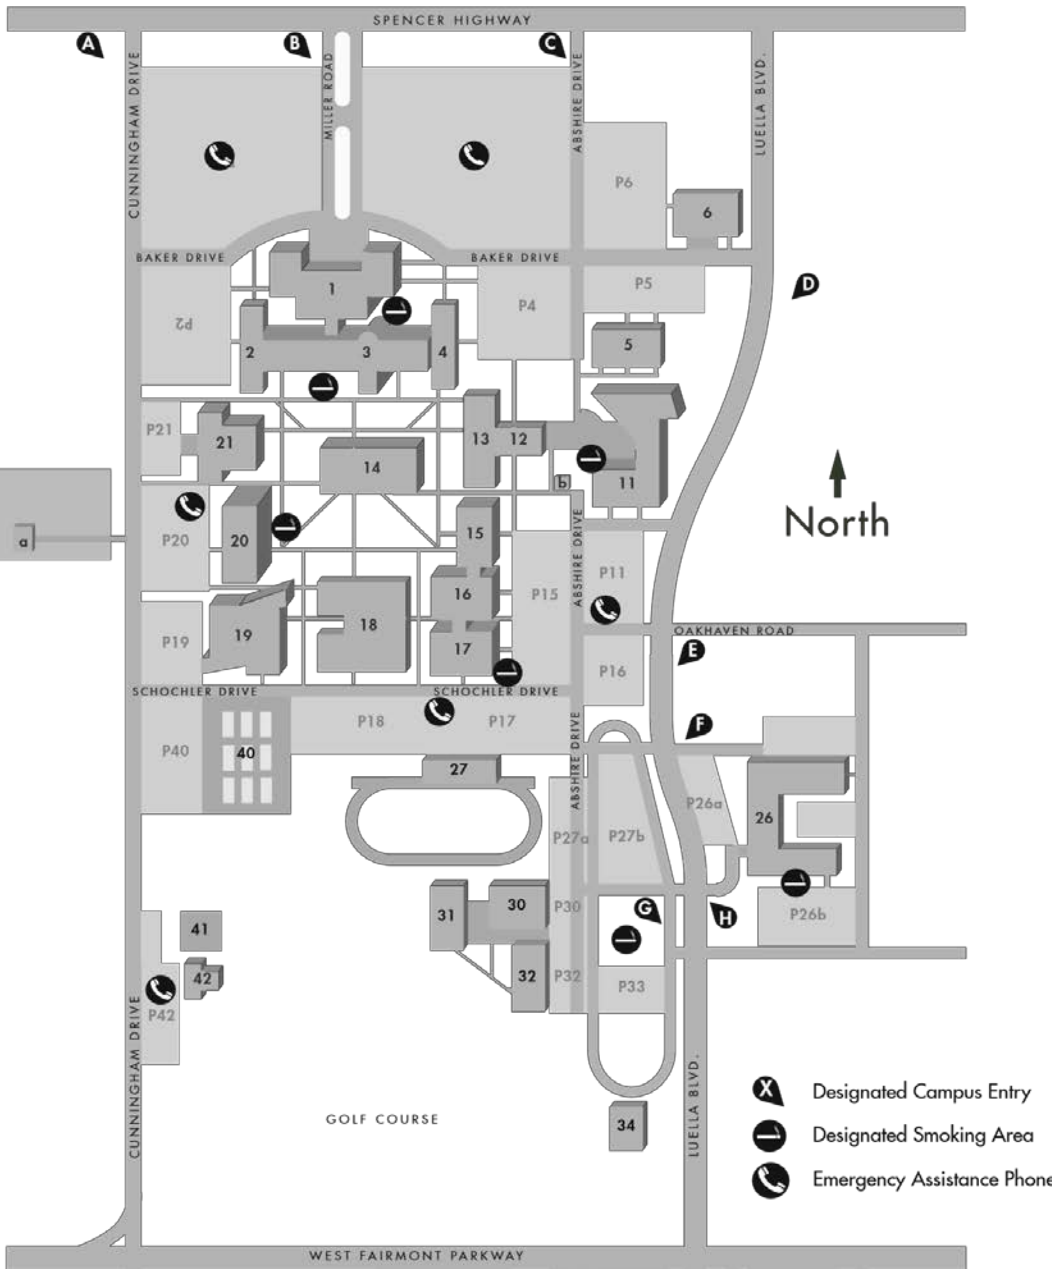 SPENCER HIGHWAY
A
B
C
CUNNINGHAM DRIVE
MILLER ROAD
ABSHIRE DRIVE
LUELLA BLVD.
P6
6
BAKER DRIVE
BAKER DRIVE
1
P2
P4
P5
D
2
3
4
5
P21
21
13
12
14
11
b
North
a
P20
20
15
ABSHIRE DRIVE
P11
16
P15
P19
19
18
17
OAKHAVEN ROAD
E
P16
SCHOCHLER DRIVE
SCHOCHLER DRIVE
P18
P17
F
P40
40
27
ABSHIRE DRIVE
P27a
P27b
P26a
26
31
30
P30
G
H
P26b
41
42
32
P32
P33
P42
CUNNINGHAM DRIVE
LUELLA BLVD.
GOLF COURSE
34
X Designated Campus Entry
Designated Smoking Area
Emergency Assistance Phone
WEST FAIRMONT PARKWAY